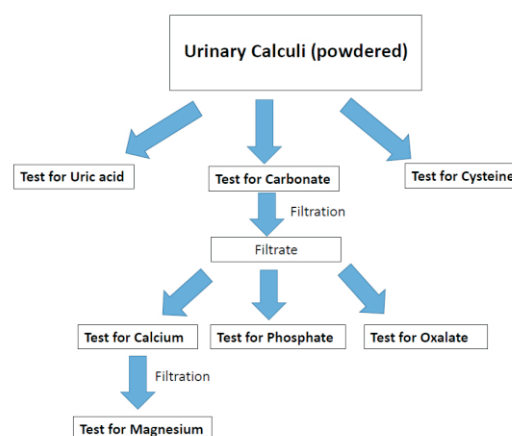 Urinary Calculi (powdered)
Test for Uric acid
Test for Carbonate
Test for Cysteine
Filtration
Filtrate
Test for Calcium
Test for Phosphate
Test for Oxalate
Filtration
Test for Magnesium